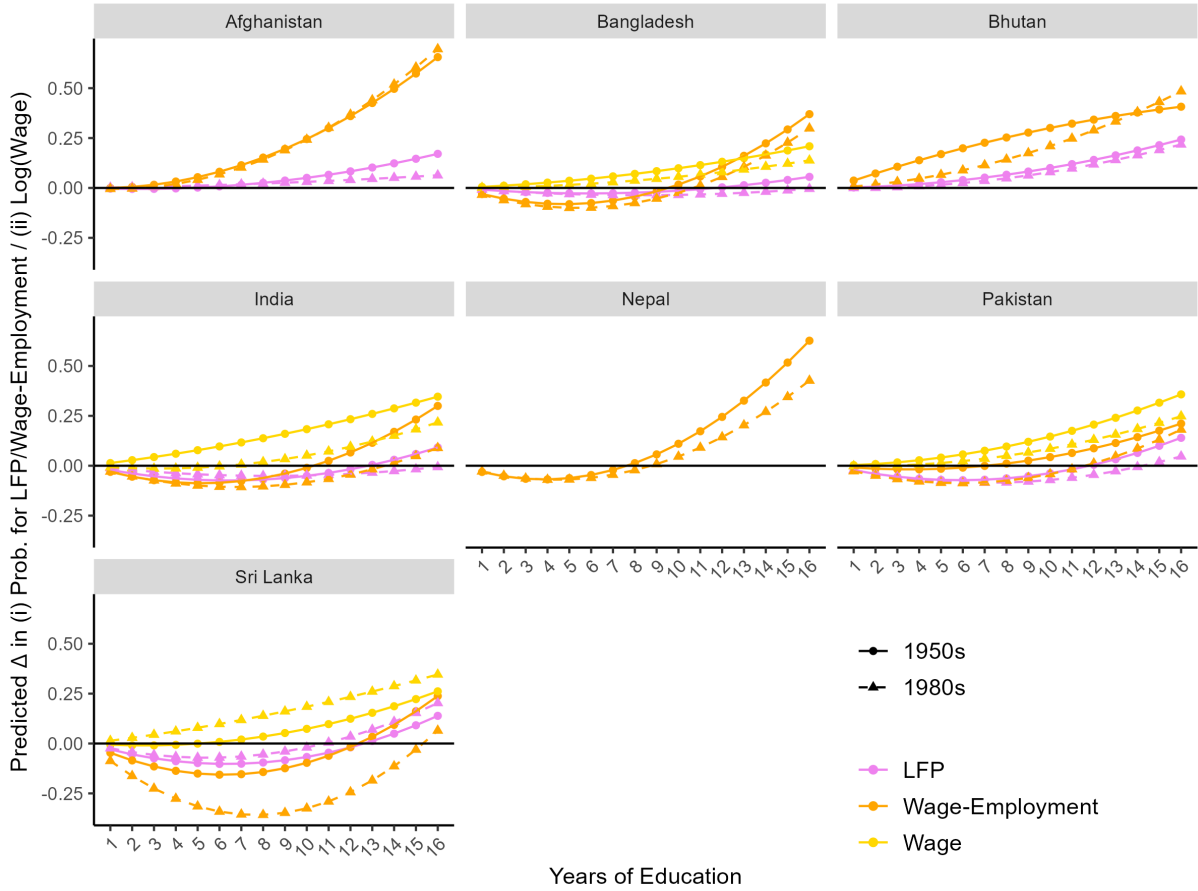 Afghanistan
Bangladesh
Bhutan
0.50
0.25
0.00
-0.25
India
Nepal
Pakistan
0.50
0.25
0.00
-0.25
1 2 3 4 5 6 7 8 9 10 11 12 13 14 15 16
1 2 3 4 5 6 7 8 9 10 11 12 13 14 15 16
Sri Lanka
0.50
0.25
0.00
-0.25
1 2 3 4 5 6 7 8 9 10 11 12 13 14 15 16
1950s
1980s
LFP
Wage-Employment
Wage
Years of Education
Predicted Δ in (i) Prob. for LFP/Wage-Employment / (ii) Log(Wage)